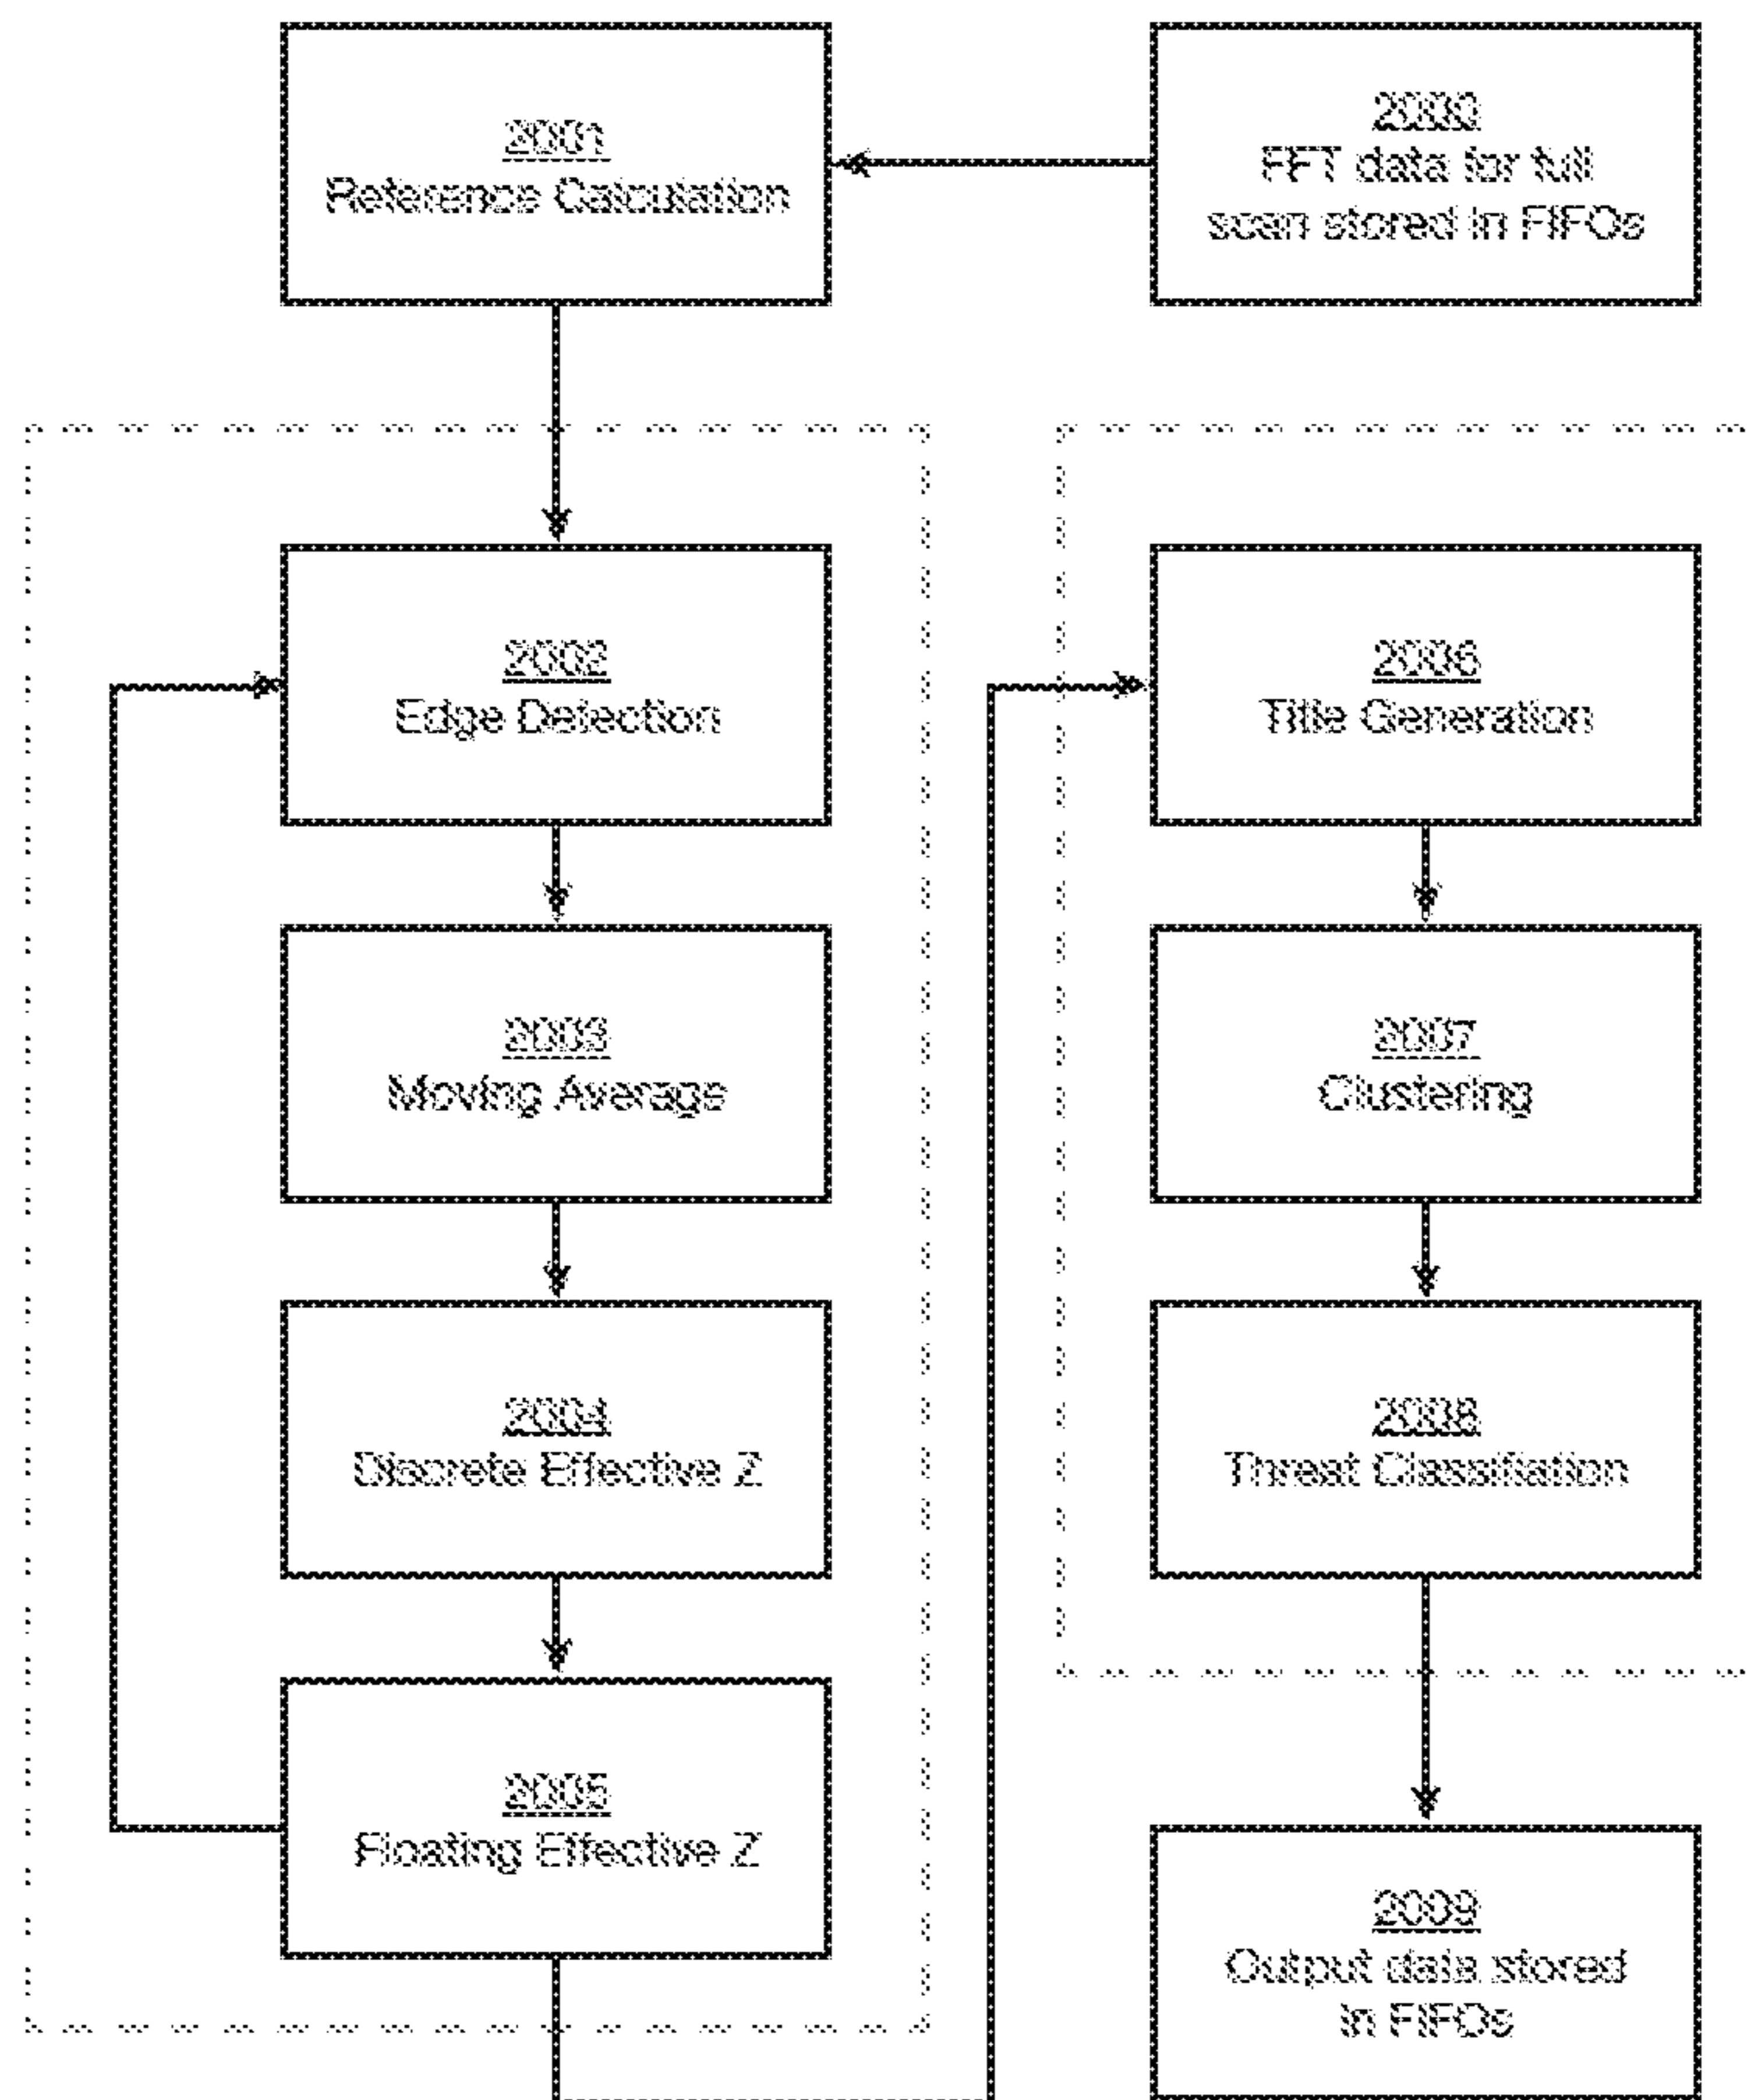 2001
Reference Calculation
2000
FFT data for full
scan stored in FIFOs
2002
Edge Detection
2003
Moving Average
2004
Discrete Effective Z
2005
Floating Effective Z
2006
Title Generation
2007
Clustering
2008
Threat Classifiation
2009
Output data stored
in FIFOs